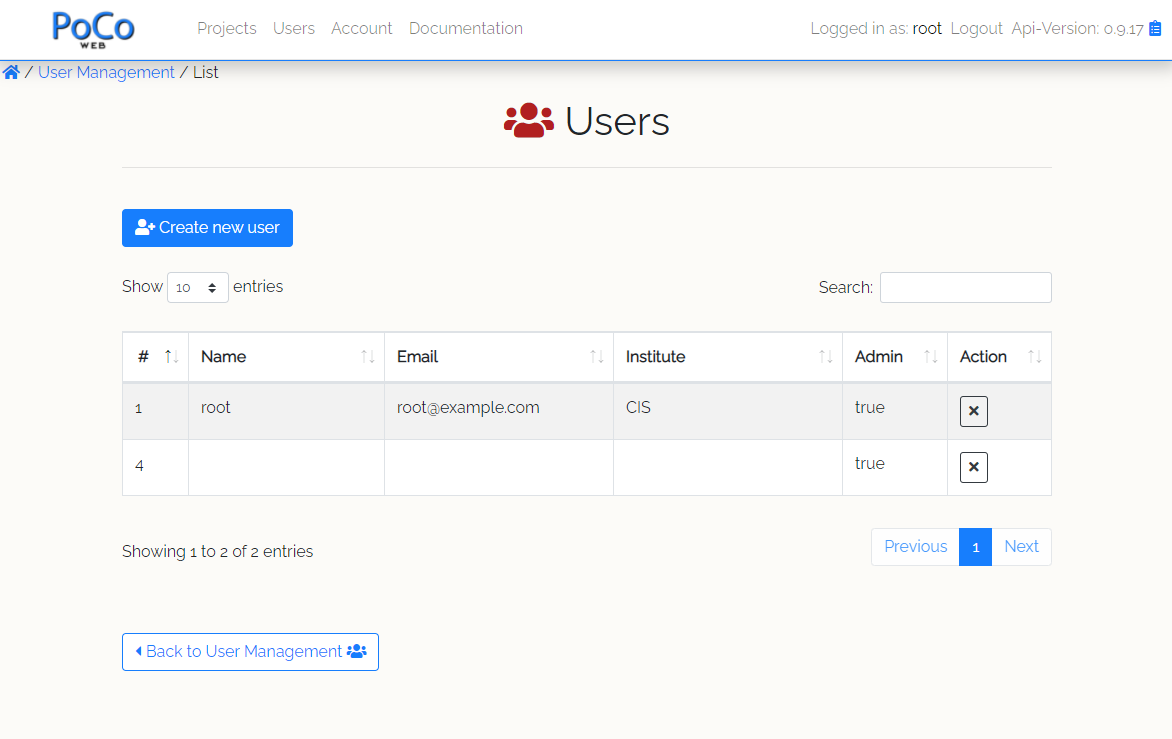 PoCo
WEB
Projects Users Account Documentation
Logged in as: root Logout Api-Version: 0.9.17
/ User Management / List
Users
Create new user
Show 10 entries
Search:
# Name Email Institute Admin Action
1 root root@example.com CIS true
4 true
Showing 1 to 2 of 2 entries
Previous 1 Next
Back to User Management